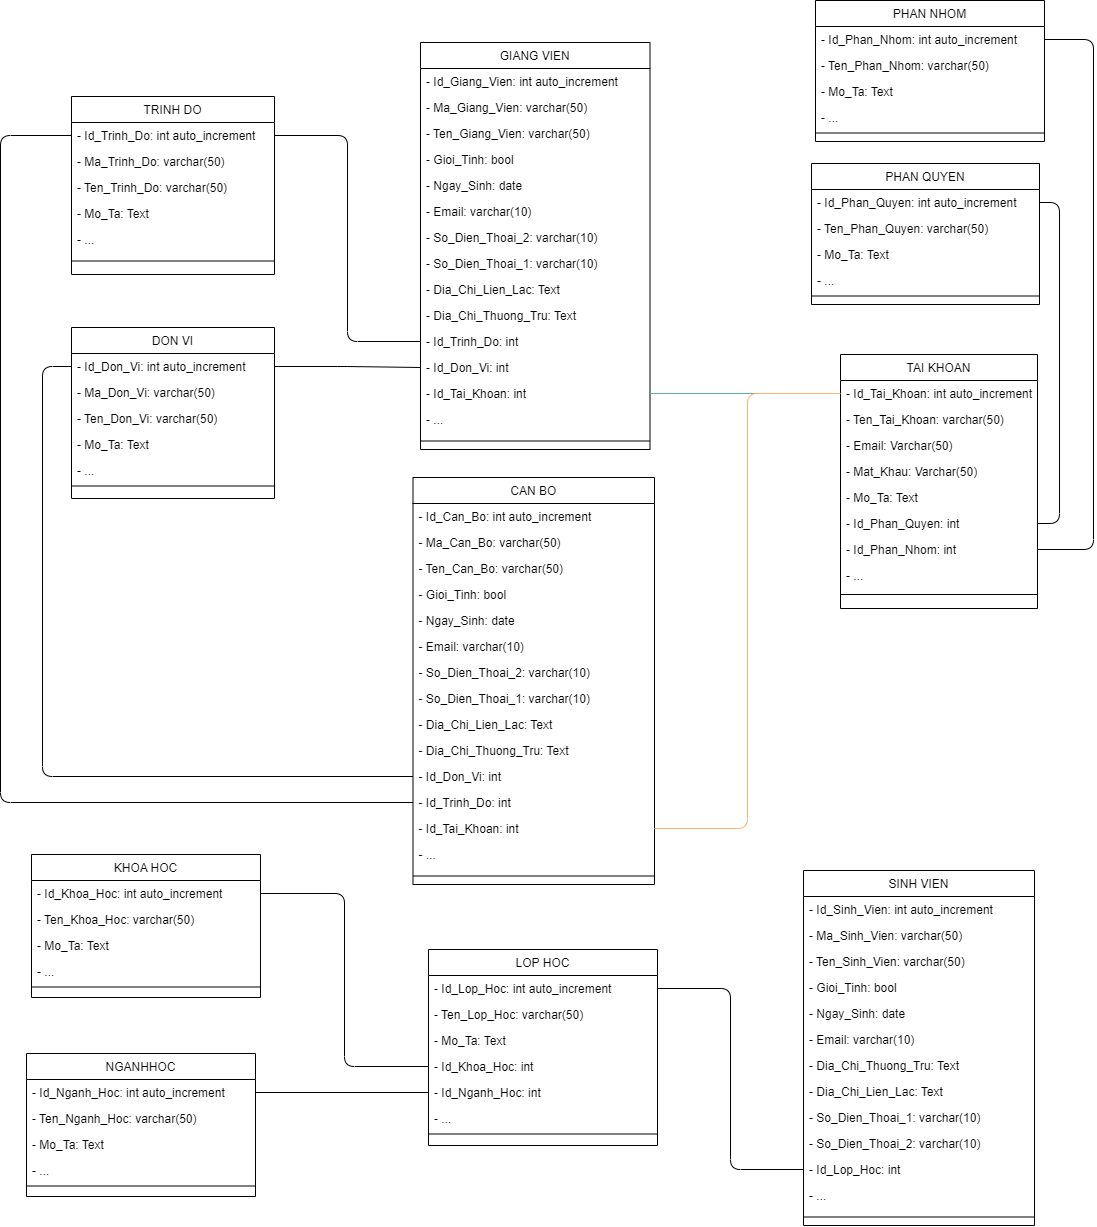 PHAN NHOM
- Id_Phan_Nhom: int auto_increment
- Ten_Phan_Nhom: varchar(50)
- Mo_Ta: Text
- ...
GIANG VIEN
- Id_Giang_Vien: int auto_increment
- Ma_Giang_Vien: varchar(50)
- Ten_Giang_Vien: varchar(50)
- Gioi_Tinh: bool
- Ngay_Sinh: date
- Email: varchar(10)
- So_Dien_Thoai_2: varchar(10)
- So_Dien_Thoai_1: varchar(10)
- Dia_Chi_Lien_Lac: Text
- Dia_Chi_Thuong_Tru: Text
- Id_Trinh_Do: int
- Id_Don_Vi: int
- Id_Tai_Khoan: int
- ...
TRINH DO
- Id_Trinh_Do: int auto_increment
- Ma_Trinh_Do: varchar(50)
- Ten_Trinh_Do: varchar(50)
- Mo_Ta: Text
- ...
PHAN QUYEN
- Id_Phan_Quyen: int auto_increment
- Ten_Phan_Quyen: varchar(50)
- Mo_Ta: Text
- ...
DON VI
- Id_Don_Vi: int auto_increment
- Ma_Don_Vi: varchar(50)
- Ten_Don_Vi: varchar(50)
- Mo_Ta: Text
- ...
TAI KHOAN
- Id_Tai_Khoan: int auto_increment
- Ten_Tai_Khoan: varchar(50)
- Email: Varchar(50)
- Mat_Khau: Varchar(50)
- Mo_Ta: Text
- Id_Phan_Quyen: int
- Id_Phan_Nhom: int
- ...
CAN BO
- Id_Can_Bo: int auto_increment
- Ma_Can_Bo: varchar(50)
- Ten_Can_Bo: varchar(50)
- Gioi_Tinh: bool
- Ngay_Sinh: date
- Email: varchar(10)
- So_Dien_Thoai_2: varchar(10)
- So_Dien_Thoai_1: varchar(10)
- Dia_Chi_Lien_Lac: Text
- Dia_Chi_Thuong_Tru: Text
- Id_Don_Vi: int
- Id_Trinh_Do: int
- Id_Tai_Khoan: int
- ...
KHOA HOC
- Id_Khoa_Hoc: int auto_increment
- Ten_Khoa_Hoc: varchar(50)
- Mo_Ta: Text
- ...
SINH VIEN
- Id_Sinh_Vien: int auto_increment
- Ma_Sinh_Vien: varchar(50)
- Ten_Sinh_Vien: varchar(50)
- Gioi_Tinh: bool
- Ngay_Sinh: date
- Email: varchar(10)
- Dia_Chi_Thuong_Tru: Text
- Dia_Chi_Lien_Lac: Text
- So_Dien_Thoai_1: varchar(10)
- So_Dien_Thoai_2: varchar(10)
- Id_Lop_Hoc: int
- ...
LOP HOC
- Id_Lop_Hoc: int auto_increment
- Ten_Lop_Hoc: varchar(50)
- Mo_Ta: Text
- Id_Khoa_Hoc: int
- Id_Nganh_Hoc: int
- ...
NGANHHOC
- Id_Nganh_Hoc: int auto_increment
- Ten_Nganh_Hoc: varchar(50)
- Mo_Ta: Text
- ...